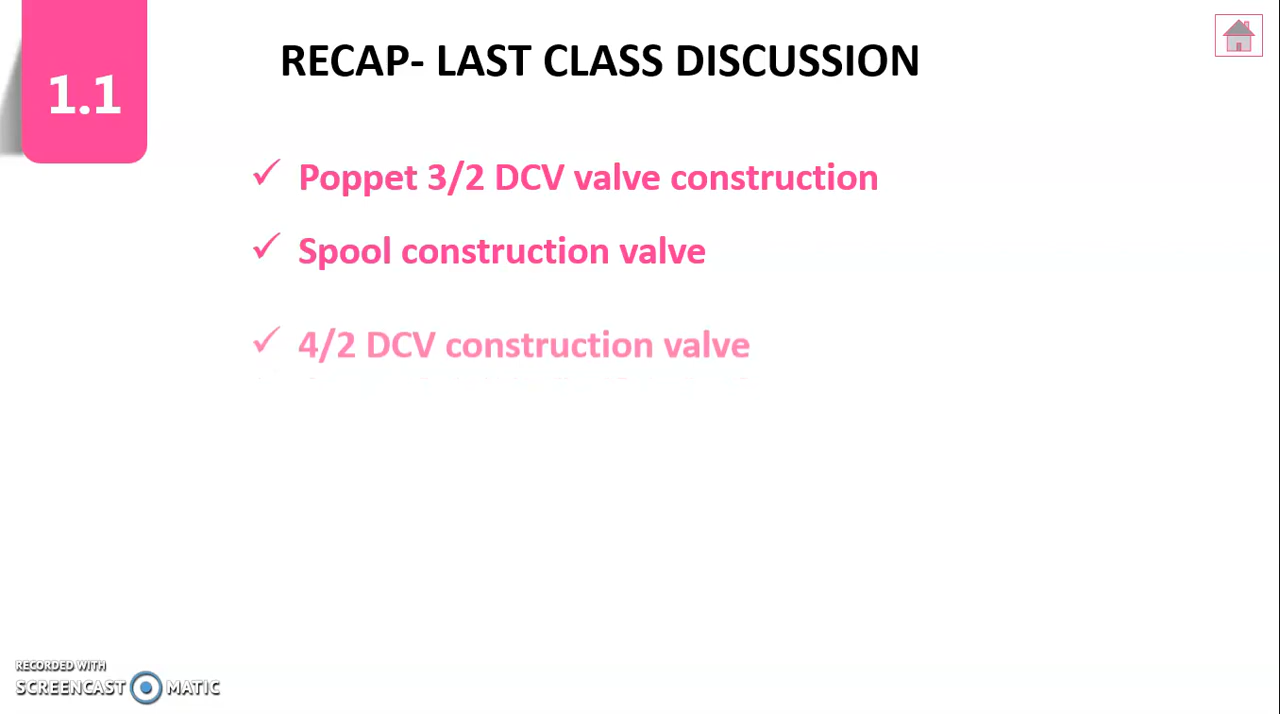 1.1
RECAP- LAST CLASS DISCUSSION
✓ Poppet 3/2 DCV valve construction
✓ Spool construction valve
✓ 4/2 DCV construction valve
RECORDED WITH
SCREENCAST MATIC